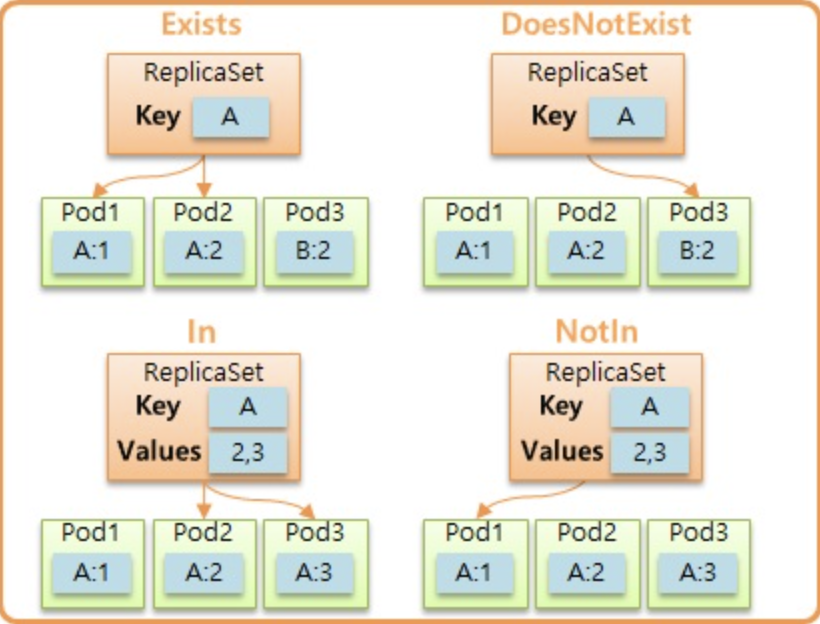 Exists
ReplicaSet
Key A
Pod1
A:1
Pod2
A:2
Pod3
B:2
DoesNotExist
ReplicaSet
Key A
Pod1
A:1
Pod2
A:2
Pod3
B:2
In
ReplicaSet
Key A
Values 2,3
Pod1
A:1
Pod2
A:2
Pod3
A:3
NotIn
ReplicaSet
Key A
Values 2,3
Pod1
A:1
Pod2
A:2
Pod3
A:3